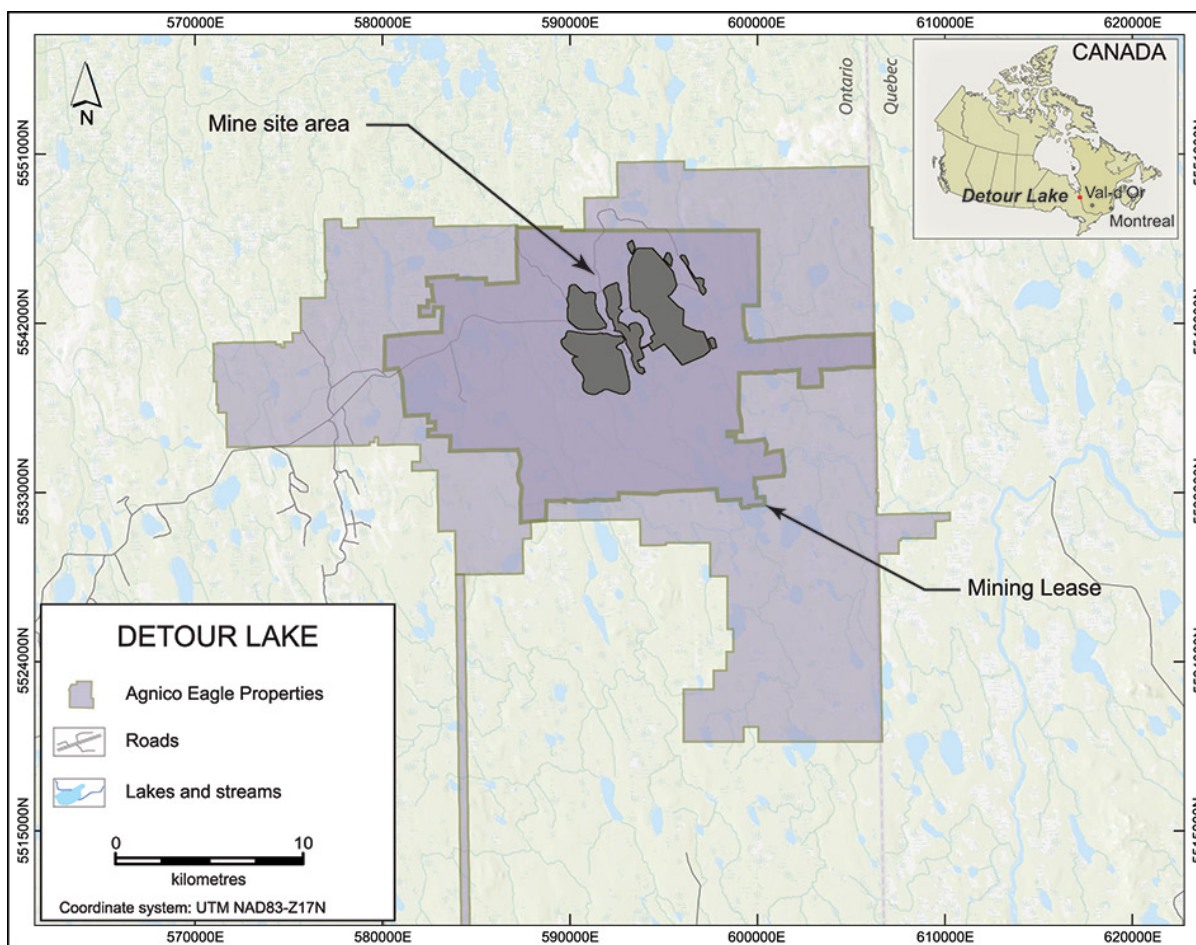 570000E 580000E 590000E 600000E 610000E 620000E
CANADA
Detour Lake
Val-d'Or
Montreal
Ontario
Quebec
N
Mine site area
5551000N
5542000N
5533000N
5524000N
5515000N
Mining Lease
DETOUR LAKE
Agnico Eagle Properties
Roads
Lakes and streams
0 10
kilometres
Coordinate system: UTM NAD83-Z17N
570000E 580000E 590000E 600000E 610000E 620000E